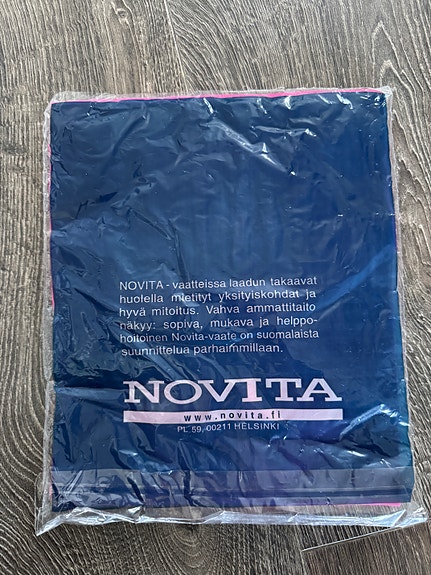 NOVITA - vaatteissa laadun takaavat
huolella mietityt yksityiskohdat ja
hyvä mitoitus. Vahva ammattitaito
näkyy: sopiva, mukava ja helppo-
hoitoinen Novita-vaate on suomalaista
suunnittelua parhaimmillaan.
NOVITA
www.novita.fi
PL 59, 00211 HELSINKI